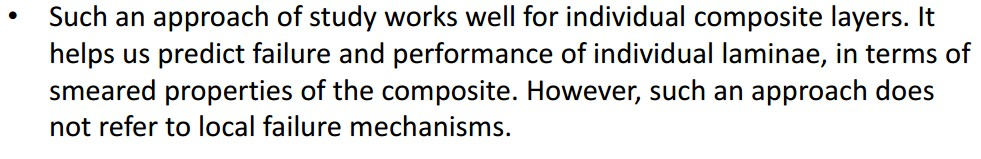 • Such an approach of study works well for individual composite layers. It
helps us predict failure and performance of individual laminae, in terms of
smeared properties of the composite. However, such an approach does
not refer to local failure mechanisms.